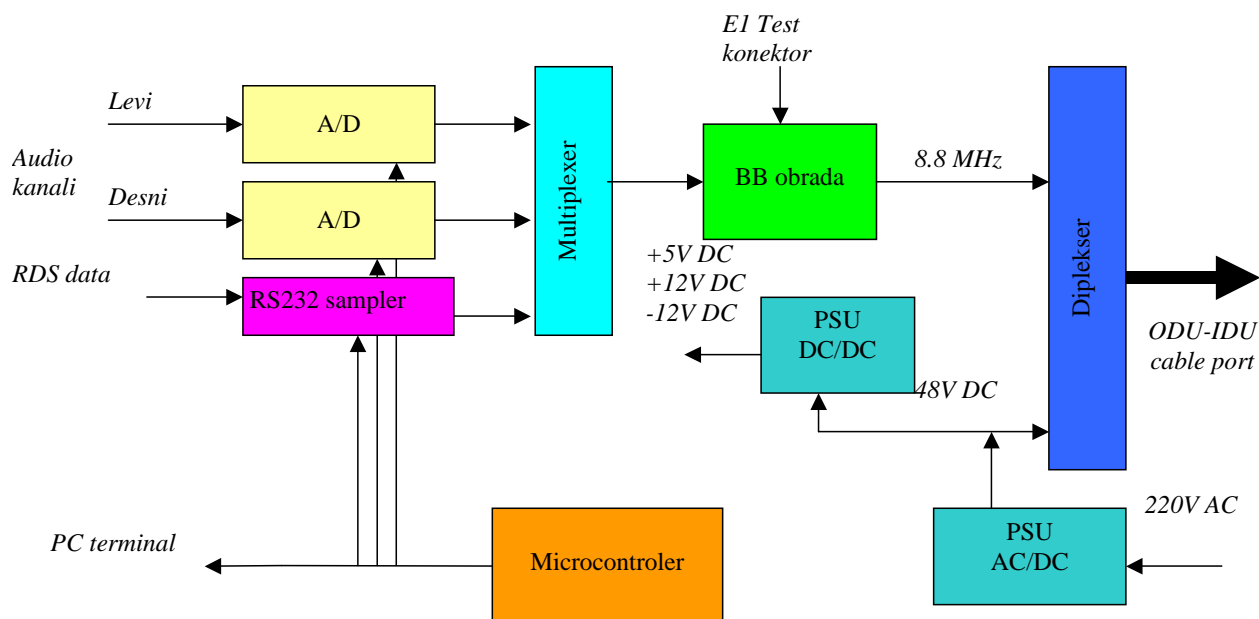 E1 Test
konektor
Levi
A/D
Audio
kanali
Desni
A/D
RDS data
RS232 sampler
Multiplexer
BB obrada
8.8 MHz
Diplekser
+5V DC
+12V DC
-12V DC
PSU
DC/DC
48V DC
ODU-IDU
cable port
220V AC
PSU
AC/DC
PC terminal
Microcontroler